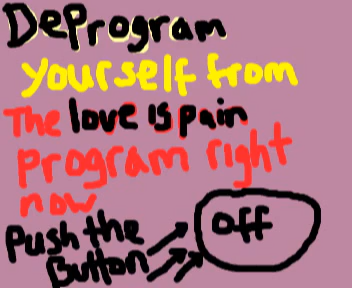 Deprogram
yourself from
The love is pain
program right
now
Push the off
Button